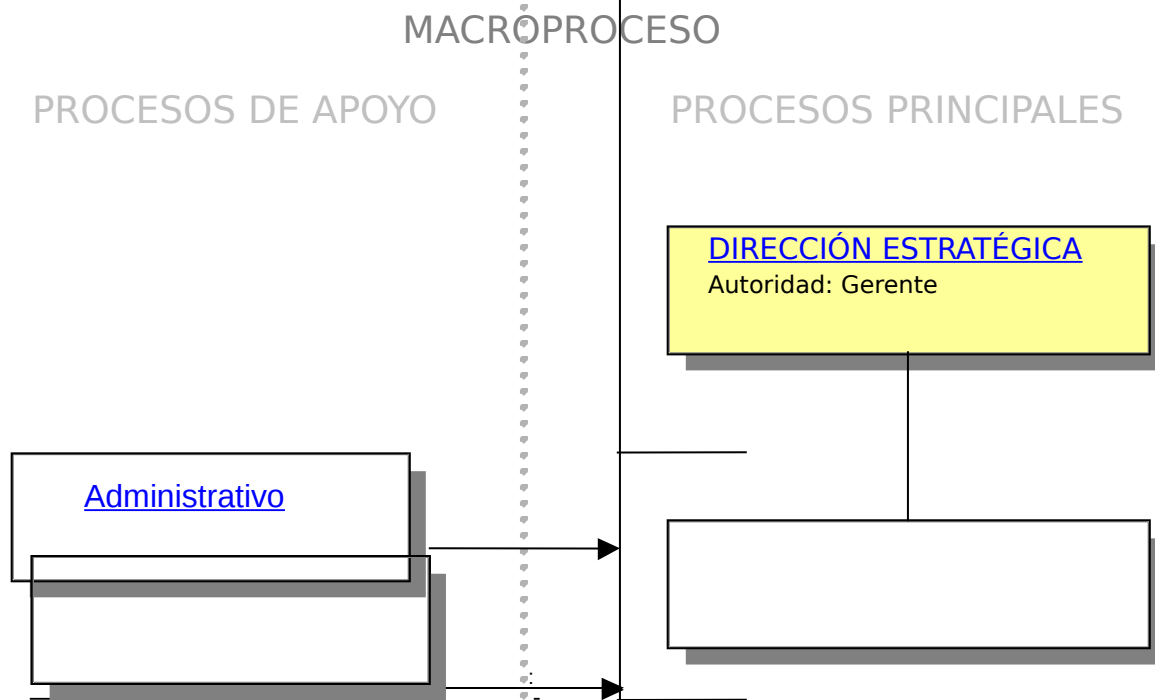 MACROPROCESO
PROCESOS DE APOYO
PROCESOS PRINCIPALES
DIRECCIÓN ESTRATÉGICA
Autoridad: Gerente
Administrativo